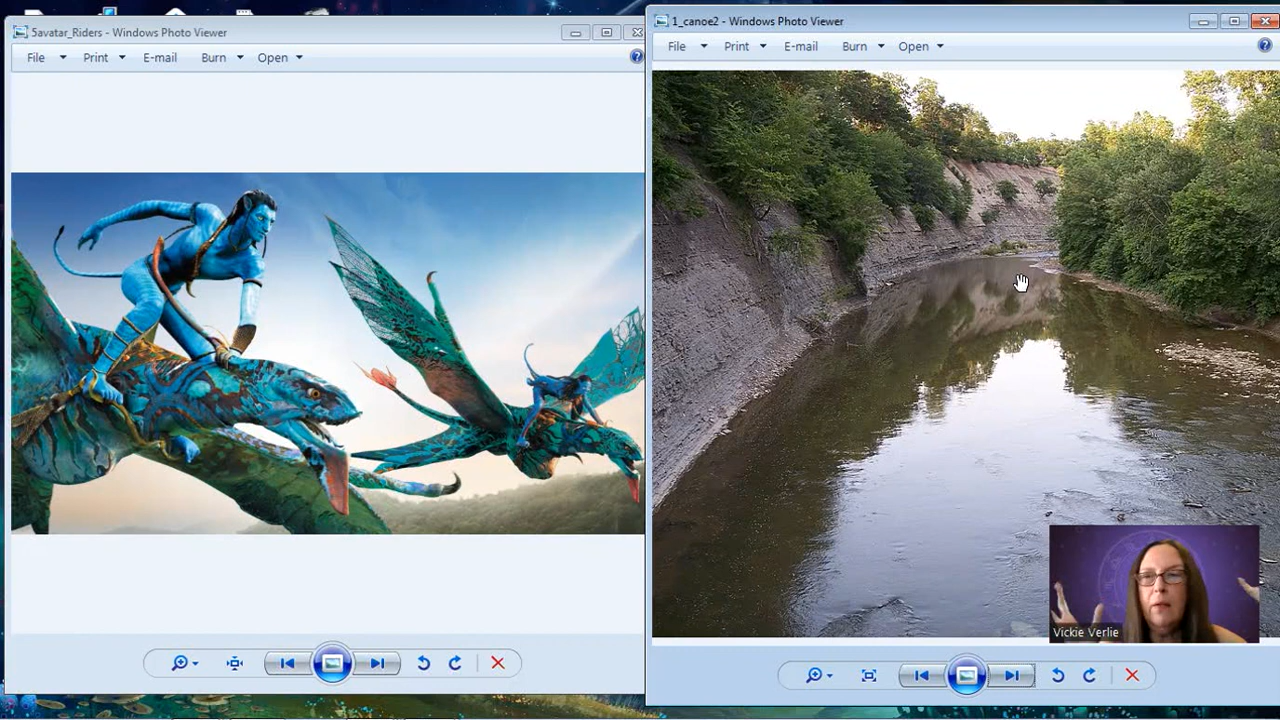 Savatar_Riders - Windows Photo Viewer
File Print E-mail Burn Open
1_canoe2 - Windows Photo Viewer
File Print E-mail Burn Open
Vickie Verlie